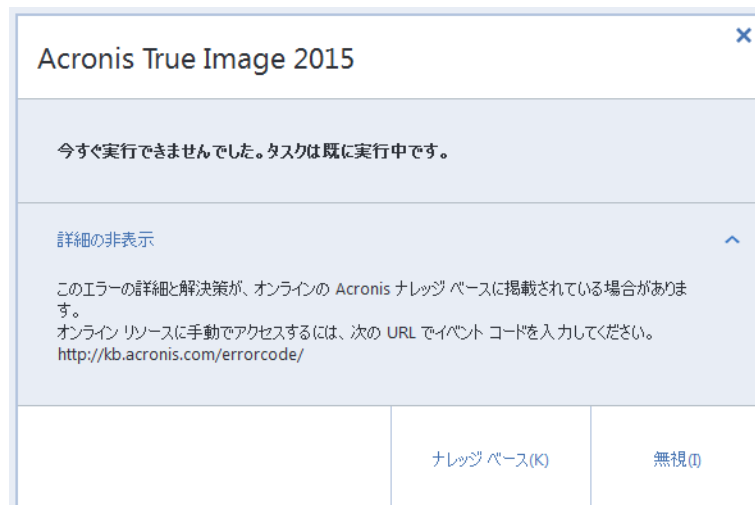 Acronis True Image 2015
今すぐ実行できませんでした。タスクは既に実行中です。
詳細の非表示
このエラーの詳細と解決策が、オンラインの Acronis ナレッジ ベースに掲載されている場合がありま
す。
オンライン リソースに手動でアクセスするには、次の URL でイベント コードを入力してください。
http://kb.acronis.com/errorcode/
ナレッジ ベース(K)
無視(I)